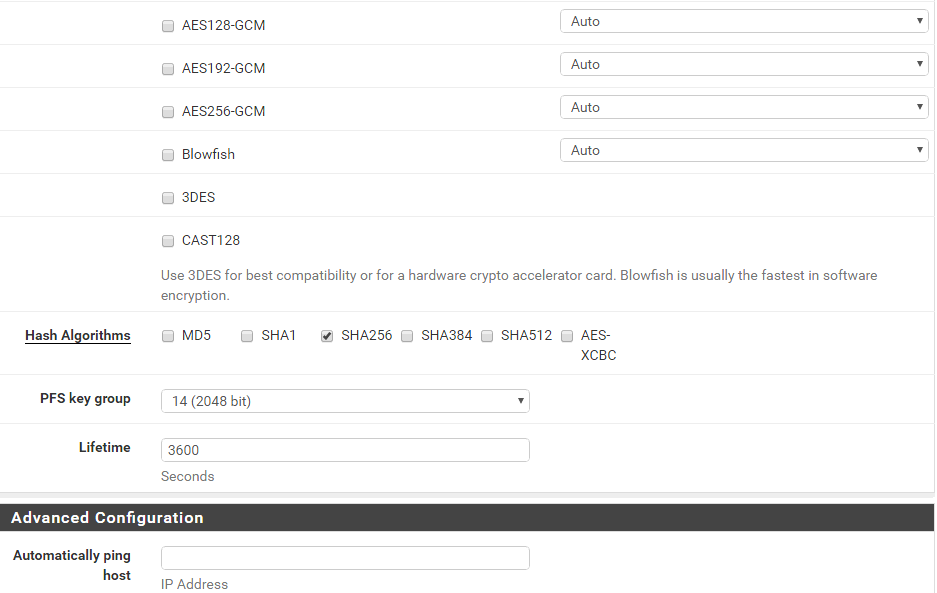 AES128-GCM Auto
AES192-GCM Auto
AES256-GCM Auto
Blowfish Auto
3DES
CAST128
Use 3DES for best compatibility or for a hardware crypto accelerator card. Blowfish is usually the fastest in software
encryption.
Hash Algorithms MD5 SHA1 SHA256 SHA384 SHA512 AES-
XCBC
PFS key group 14 (2048 bit)
Lifetime 3600
Seconds
Advanced Configuration
Automatically ping
host
IP Address